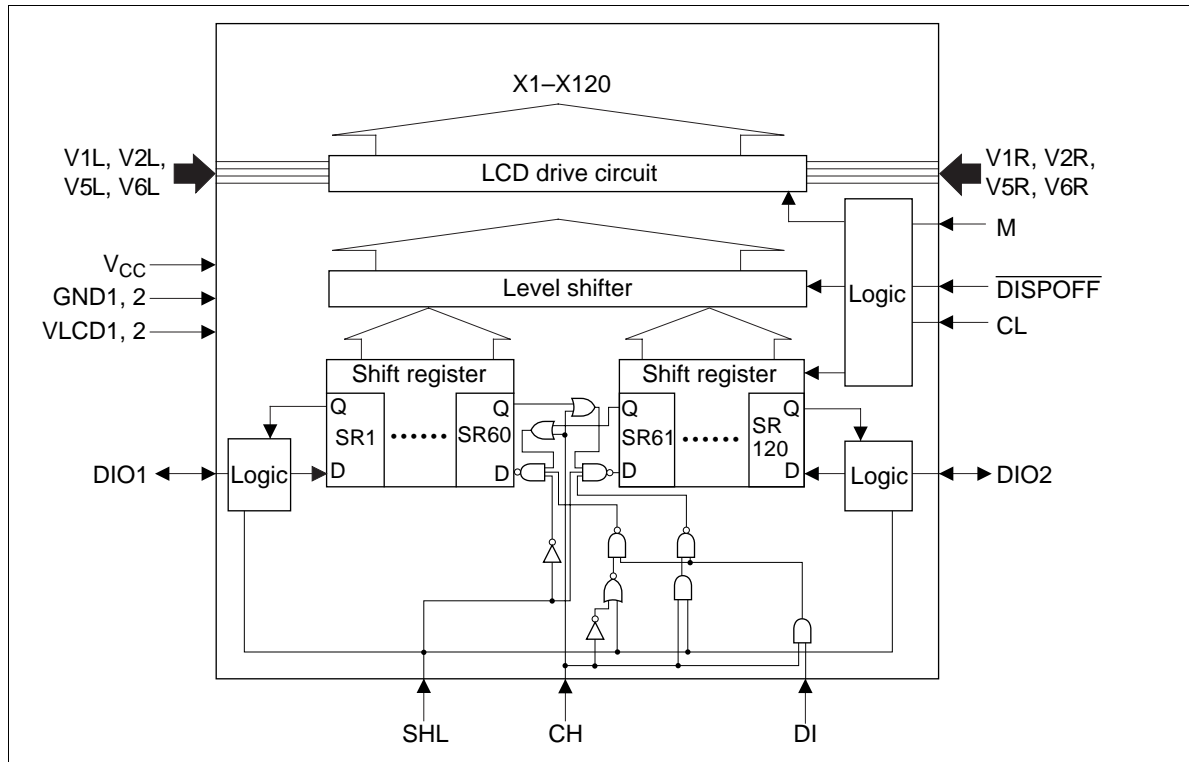 X1–X120
V1L, V2L,
V5L, V6L
LCD drive circuit
V1R, V2R,
V5R, V6R
M
VCC
GND1, 2
VLCD1, 2
Level shifter
Logic
DISPOFF
CL
Shift register
Shift register
Q
SR1
......
SR60
Q
D
D
Q
SR61
......
SR
120
Q
D
D
DIO1
Logic
Logic
DIO2
SHL
CH
DI